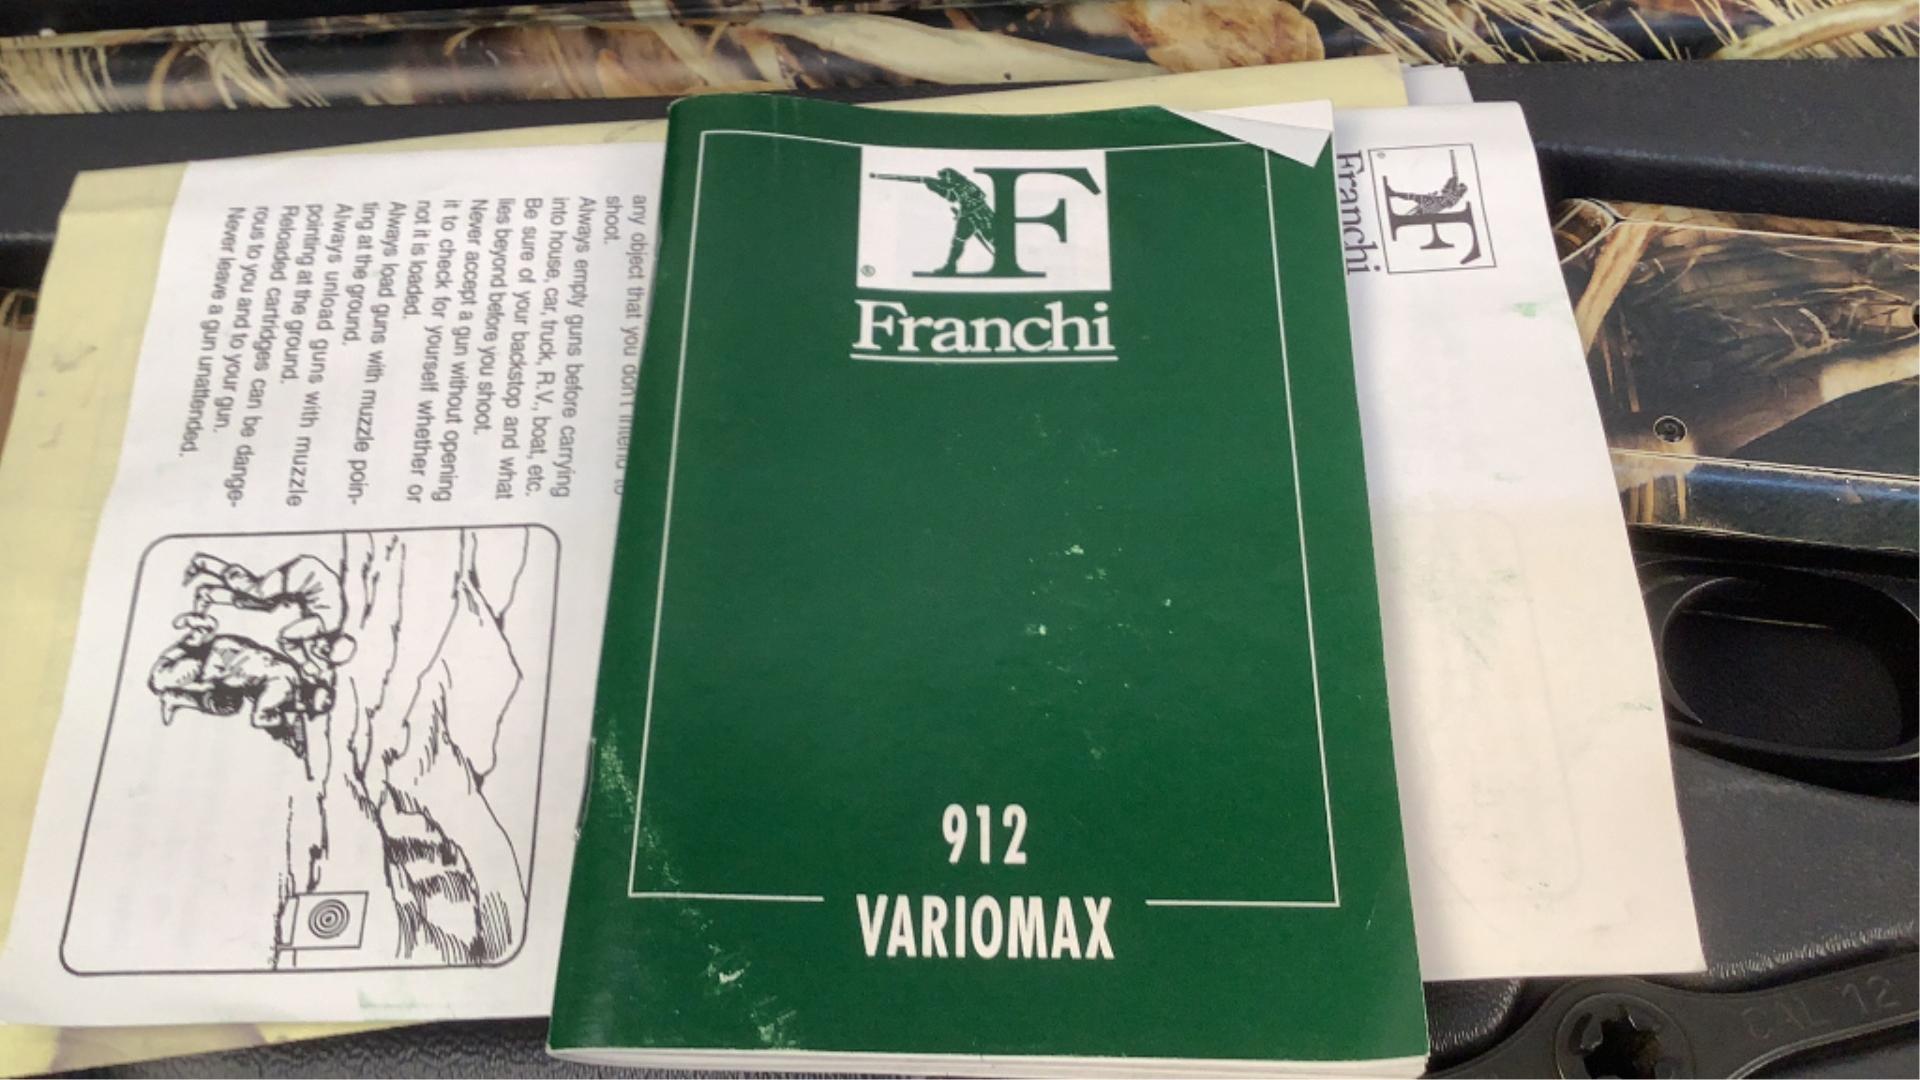 any object that you don't intend to
shoot.
Always empty guns before carrying
into house, car, truck, R.V., boat, etc.
Be sure of your backstop and what
lies beyond before you shoot.
Never accept a gun without opening
it to check for yourself whether or
not it is loaded.
Always load guns with muzzle poin-
ting at the ground.
Always unload guns with muzzle
pointing at the ground.
Reloaded cartridges can be dange-
rous to you and to your gun.
Never leave a gun unattended.
F
®
Franchi
912
VARIOMAX
F
®
Franchi
CAL 12